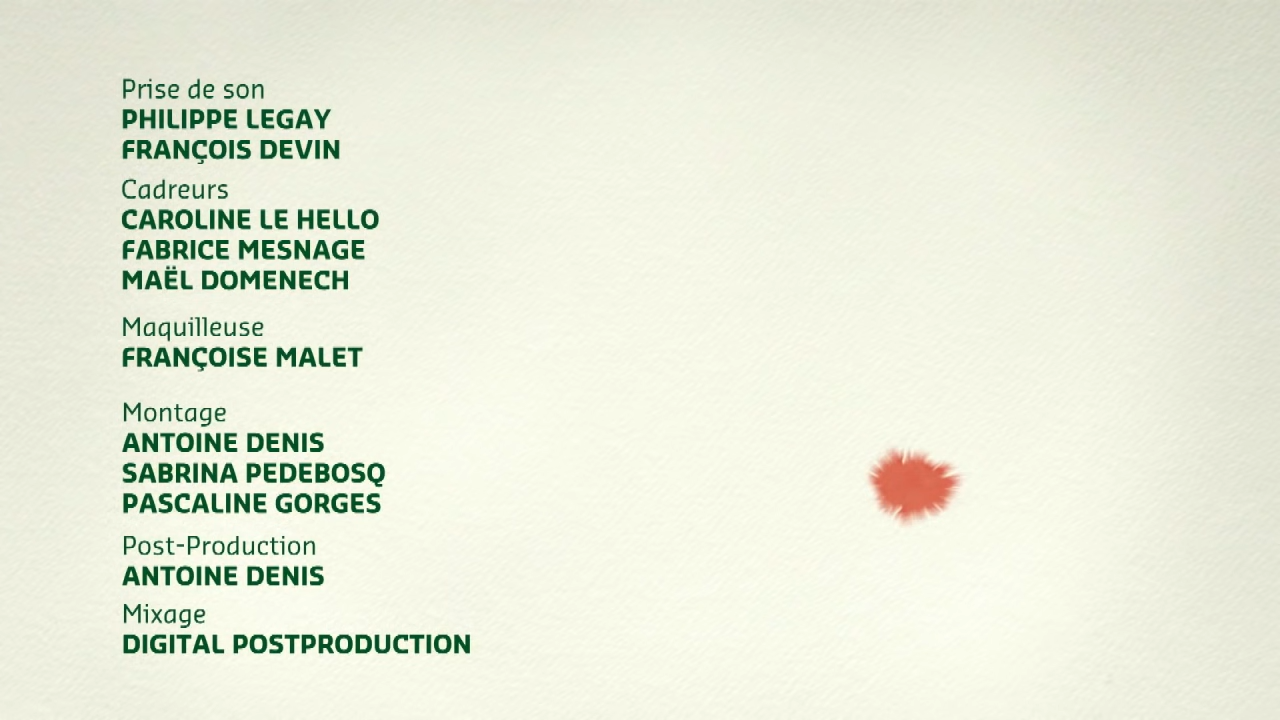 Prise de son
PHILIPPE LEGAY
FRANÇOIS DEVIN
Cadreurs
CAROLINE LE HELLO
FABRICE MESNAGE
MAËL DOMENECH
Maquilleuse
FRANÇOISE MALET
Montage
ANTOINE DENIS
SABRINA PEDEBOSQ
PASCALINE GORGES
Post-Production
ANTOINE DENIS
Mixage
DIGITAL POSTPRODUCTION